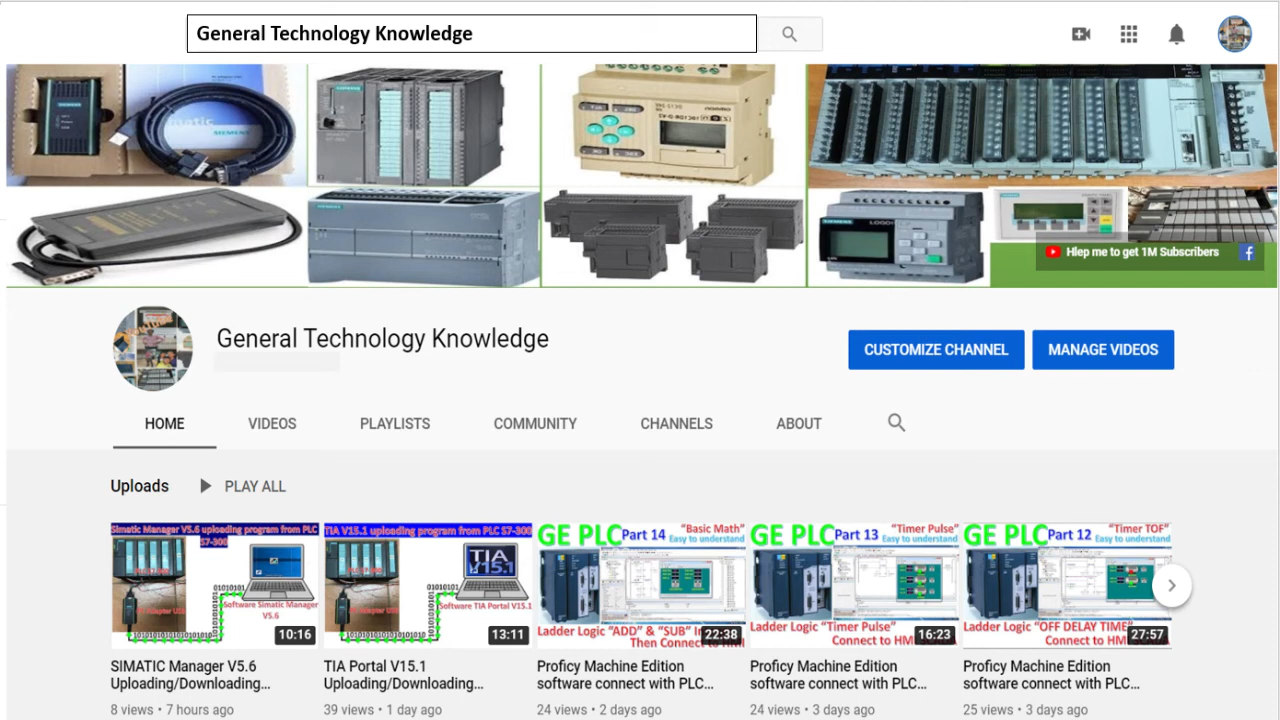 General Technology Knowledge
SIEMENS
Hlep me to get 1M Subscribers
General Technology Knowledge
CUSTOMIZE CHANNEL
MANAGE VIDEOS
HOME
VIDEOS
PLAYLISTS
COMMUNITY
CHANNELS
ABOUT
Uploads
PLAY ALL
Simatic Manager V5.6 uploading program from PLC
S7-300
Software Simatic Manager
V5.6
10:16
TIA V15.1 uploading program from PLC S7-300
TIA
V15.1
Software TIA Portal V15.1
13:11
GE PLC Part 14 "Basic Math"
Easy to understand
Ladder Logic "ADD" & "SUB"
Then Connect
22:38
GE PLC Part 13 "Timer Pulse"
Easy to understand
Ladder Logic "Timer Pulse"
Connect to HM
16:23
GE PLC Part 12 "Timer TOF"
Easy to understand
Ladder Logic "OFF DELAY TIME"
Connect to HM
27:57
SIMATIC Manager V5.6
Uploading/Downloading...
8 views • 7 hours ago
TIA Portal V15.1
Uploading/Downloading...
39 views • 1 day ago
Proficy Machine Edition
software connect with PLC...
24 views • 2 days ago
Proficy Machine Edition
software connect with PLC...
24 views • 3 days ago
Proficy Machine Edition
software connect with PLC...
25 views • 3 days ago